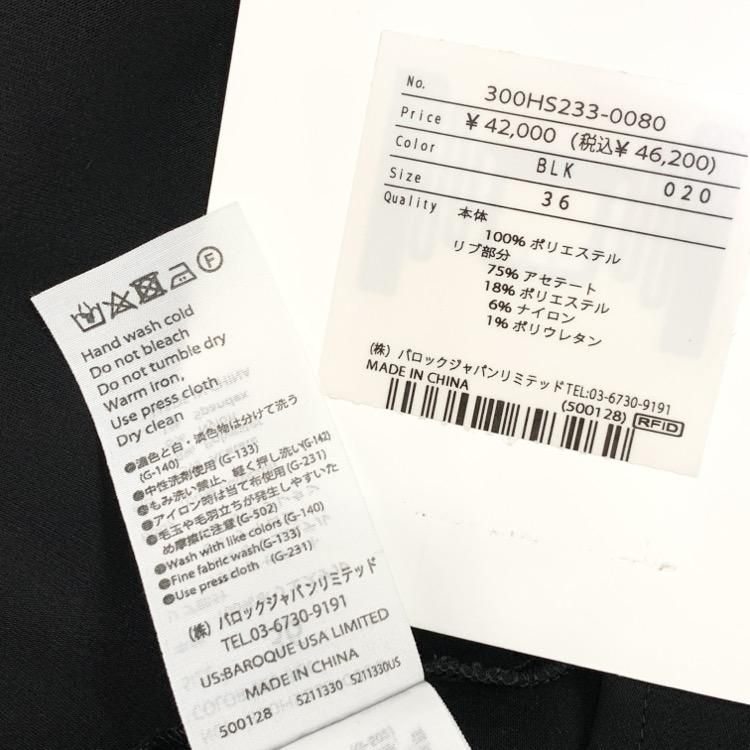 No. 300HS233-0080
Price ¥42,000 (税込¥46,200)
Color BLK 020
Size 36
Quality 本体
100% ポリエステル
リブ部分
75% アセテート
18% ポリエステル
6% ナイロン
1% ポリウレタン
(株) バロックジャパンリミテッドTEL:03-6730-9191
MADE IN CHINA
(500128) RFID
F
Hand wash cold
Do not bleach
Do not tumble dry
Warm iron,
Use press cloth
Dry clean
●濃色と白・淡色物は分けて洗う
(G-140)
●中性洗剤使用 (G-133)
●もみ洗い禁止、軽く押し洗い(G-142)
●アイロン時は当て布使用(G-231)
●毛玉や毛羽立ちが発生しやすいた
め摩擦に注意(G-502)
●Wash with like colors (G-140)
●Fine fabric wash(G-133)
●Use press cloth (G-231)
(株) バロックジャパンリミテッド
TEL.03-6730-9191
US:BAROQUE USA LIMITED
MADE IN CHINA
500128 5211330 5211330US